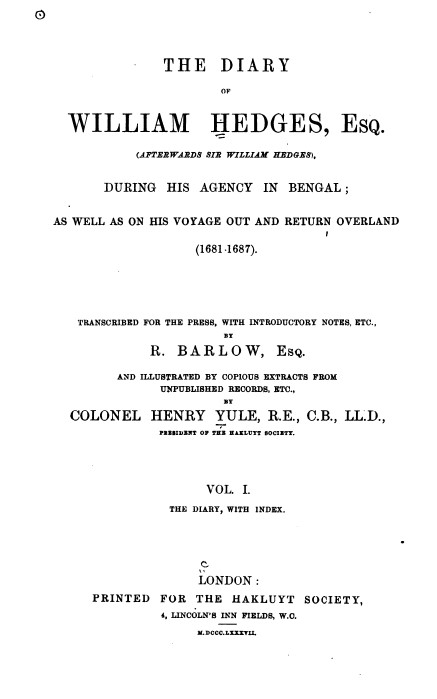 THE DIARY
OF
WILLIAM HEDGES, ESQ.
(AFTERWARDS SIR WILLIAM HEDGES),
DURING HIS AGENCY IN BENGAL;
AS WELL AS ON HIS VOYAGE OUT AND RETURN OVERLAND
(1681-1687).
TRANSCRIBED FOR THE PRESS, WITH INTRODUCTORY NOTES, ETC.,
BY
R. BARLOW, ESQ.
AND ILLUSTRATED BY COPIOUS EXTRACTS FROM
UNPUBLISHED RECORDS, ETC.,
BY
COLONEL HENRY YULE, R.E., C.B., LL.D.,
PRESIDENT OF THE HAKLUYT SOCIETY.
VOL. I.
THE DIARY, WITH INDEX.
LONDON:
PRINTED FOR THE HAKLUYT SOCIETY,
4, LINCOLN'S INN FIELDS, W.C.
M.DCCC.LXXXVII.